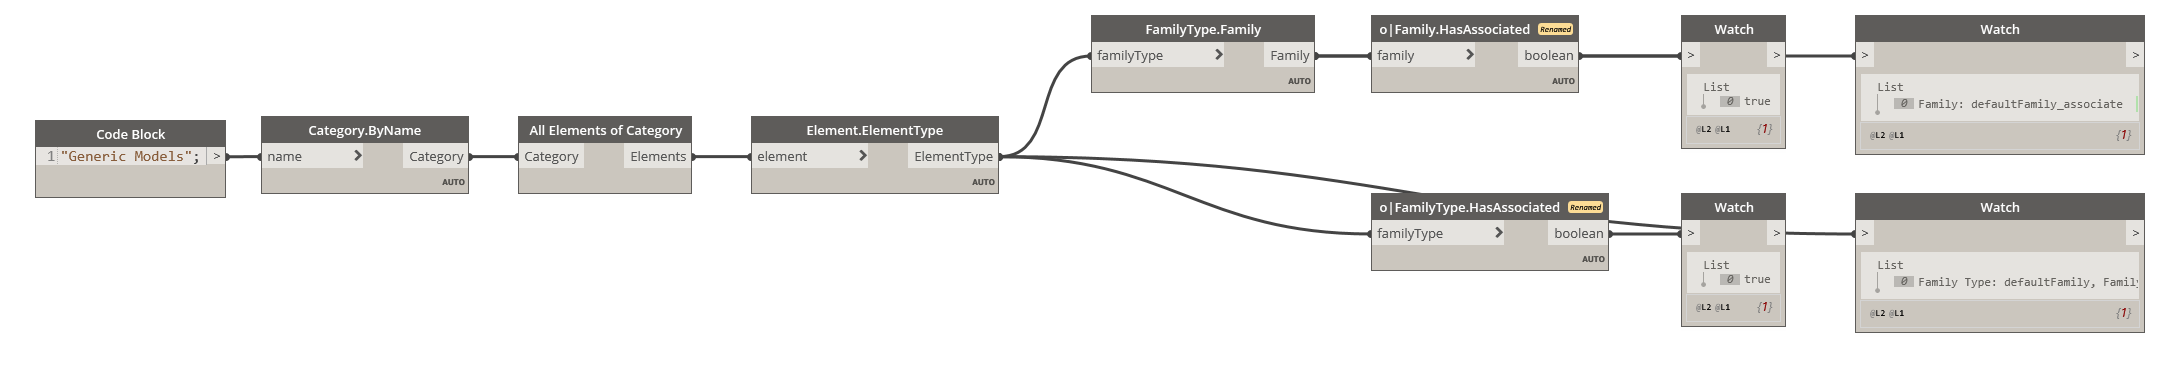 Code Block
1 "Generic Models"; >
Category.ByName
name > Category
AUTO
All Elements of Category
Category Elements
Element.ElementType
element > ElementType
AUTO
FamilyType.Family
familyType > Family
AUTO
o|Family.HasAssociated Renamed
family > boolean
AUTO
Watch
> >
List
0 true
@L2 @L1 {1}
Watch
> >
List
0 Family: defaultFamily_associate
@L2 @L1 {1}
o|FamilyType.HasAssociated Renamed
familyType > boolean
AUTO
Watch
> >
List
0 true
@L2 @L1 {1}
Watch
> >
List
0 Family Type: defaultFamily, Family
@L2 @L1 {1}